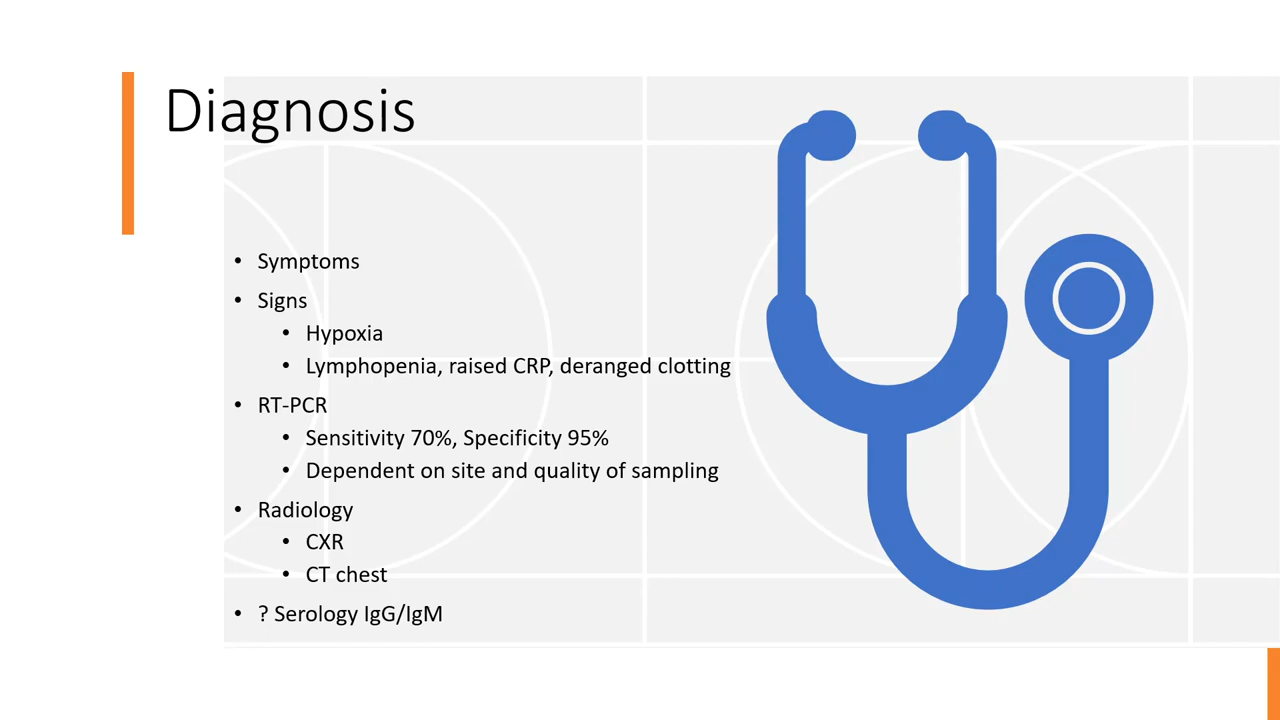 Diagnosis
• Symptoms
• Signs
• Hypoxia
• Lymphopenia, raised CRP, deranged clotting
• RT-PCR
• Sensitivity 70%, Specificity 95%
• Dependent on site and quality of sampling
• Radiology
• CXR
• CT chest
• ? Serology IgG/IgM